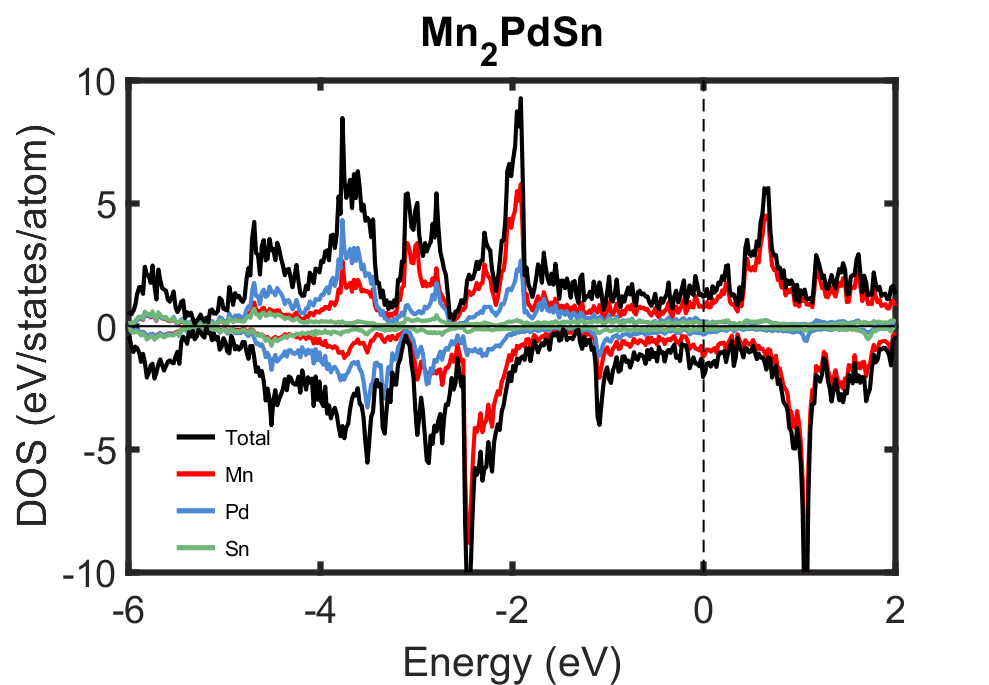 Mn₂PdSn
DOS (eV/states/atom)
10
5
0
-5
-10
Total
Mn
Pd
Sn
-6 -4 -2 0 2
Energy (eV)